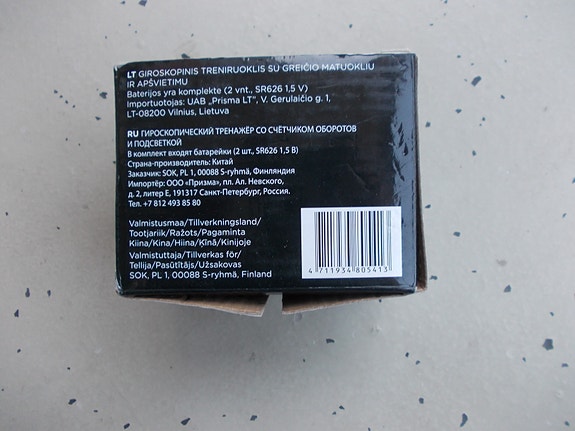 LT GIROSKOPINIS TRENIRUOKLIS SU GREIČIO MATUOKLIU
IR APŠVIETIMU
Baterijos yra komplekte (2 vnt., SR626 1,5 V)
Importuotojas: UAB „Prisma LT”, V. Gerulaičio g. 1,
LT-08200 Vilnius, Lietuva
RU ГИРОСКОПИЧЕСКИЙ ТРЕНАЖЁР СО СЧЁТЧИКОМ ОБОРОТОВ
И ПОДСВЕТКОЙ
В комплект входят батарейки (2 шт., SR626 1,5 В)
Страна-производитель: Китай
Заказчик: SOK, PL 1, 00088 S-ryhmä, Финляндия
Импортёр: ООО «Призма», пл. Ал. Невского,
д. 2, литер Е, 191317 Санкт-Петербург, Россия.
Тел. +7 812 493 85 80
Valmistusmaa/Tillverkningsland/
Tootjariik/Ražots/Pagaminta
Kiina/Kina/Hiina/Ķīnā/Kinijoje
Valmistuttaja/Tillverkas för/
Tellija/Pasūtītājs/Užsakovas
SOK, PL 1, 00088 S-ryhmä, Finland
4 711934 805413